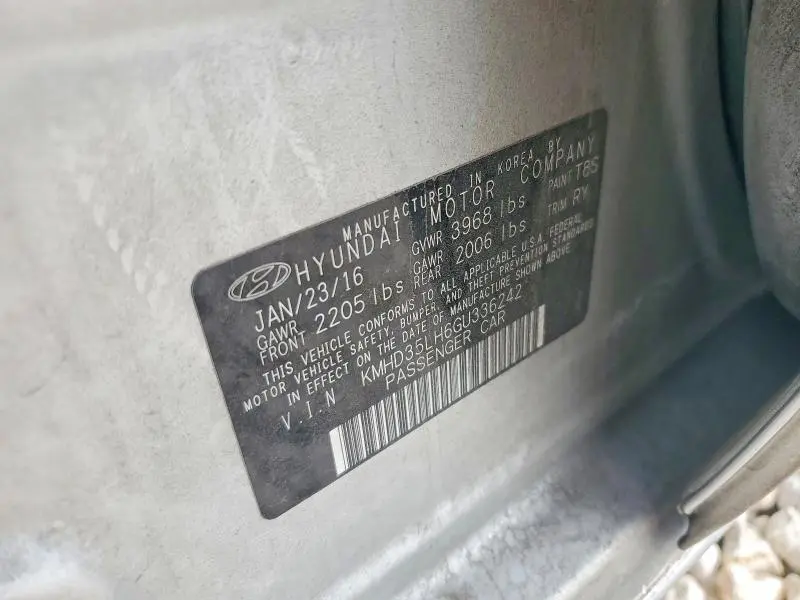 MANUFACTURED IN KOREA BY
HYUNDAI MOTOR COMPANY
JAN/23/16 GVWR 3968 lbs PAINT T8S
GAWR FRONT 2205 lbs GAWR REAR 2006 lbs TRIM RY
THIS VEHICLE CONFORMS TO ALL APPLICABLE U.S.A. FEDERAL
MOTOR VEHICLE SAFETY, BUMPER, AND THEFT PREVENTION STANDARDS
IN EFFECT ON THE DATE OF MANUFACTURE SHOWN ABOVE.
V.I.N KMHD35LH6GU336242
PASSENGER CAR